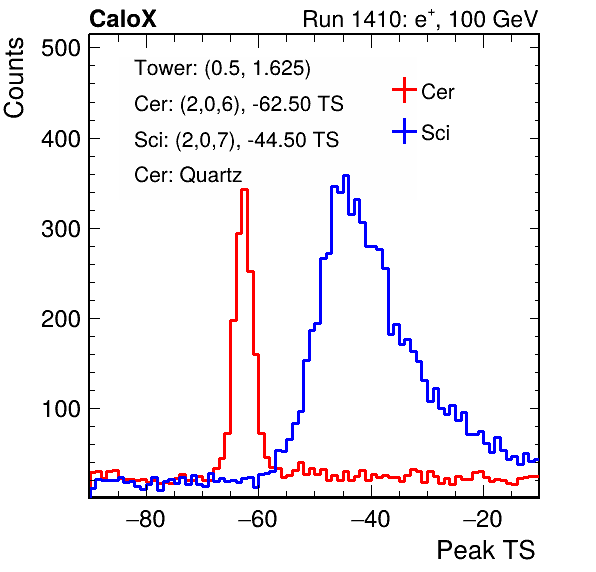 CaloX
Run 1410: e⁺, 100 GeV
Counts
500
400
300
200
100
Tower: (0.5, 1.625)
Cer: (2,0,6), -62.50 TS
Sci: (2,0,7), -44.50 TS
Cer: Quartz
Cer
Sci
−80
−60
−40
−20
Peak TS